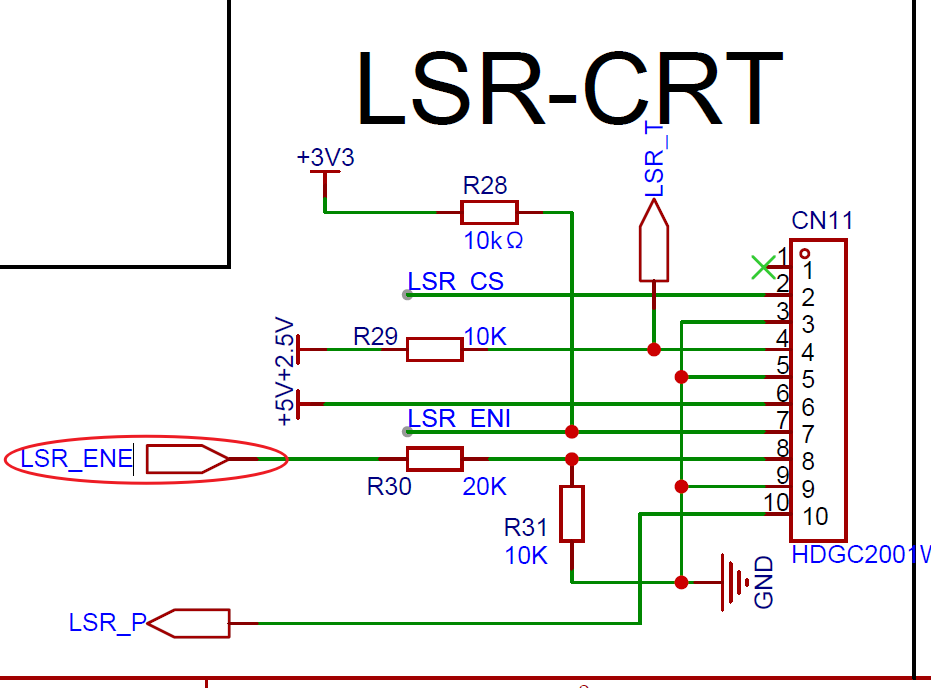 LSR-CRT
LSR_T
+3V3
R28
10kΩ
CN11
LSR_CS
+2.5V
R29
10K
+5V
LSR_ENI
LSR_ENE
R30
20K
R31
10K
GND
LSR_P
1 1
2 2
3 3
4 4
5 5
6 6
7 7
8 8
9 9
10 10
HDGC2001W